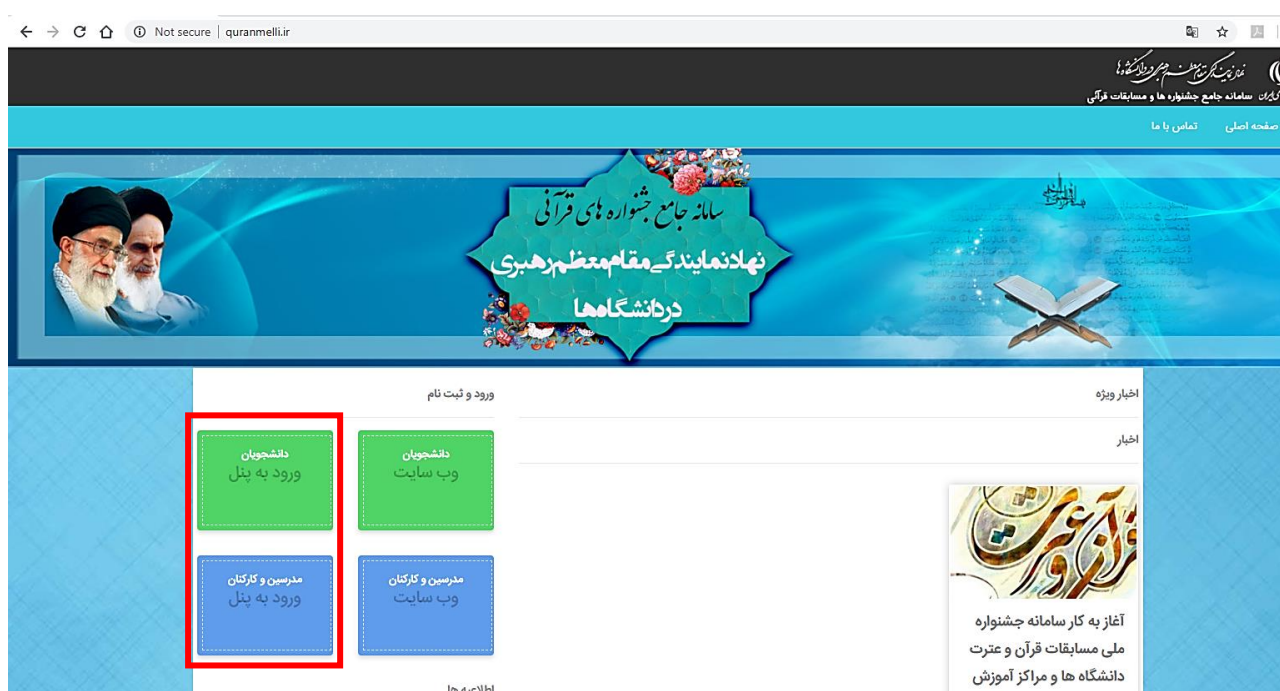 Not secure | quranmelli.ir
سامانه جامع جشنواره ها و مسابقات قرآنی
صفحه اصلی
تماس با ما
سامانه جامع جشنواره های قرآنی
نهاد نمایندگی مقام معظم رهبری
در دانشگاه‌ها
اخبار ویژه
اخبار
آغاز به کار سامانه جشنواره
ملی مسابقات قرآن و عترت
دانشگاه ها و مراکز آموزش
ورود و ثبت نام
دانشجویان
وب سایت
دانشجویان
ورود به پنل
مدرسین و کارکنان
وب سایت
مدرسین و کارکنان
ورود به پنل
اطلاعیه ها